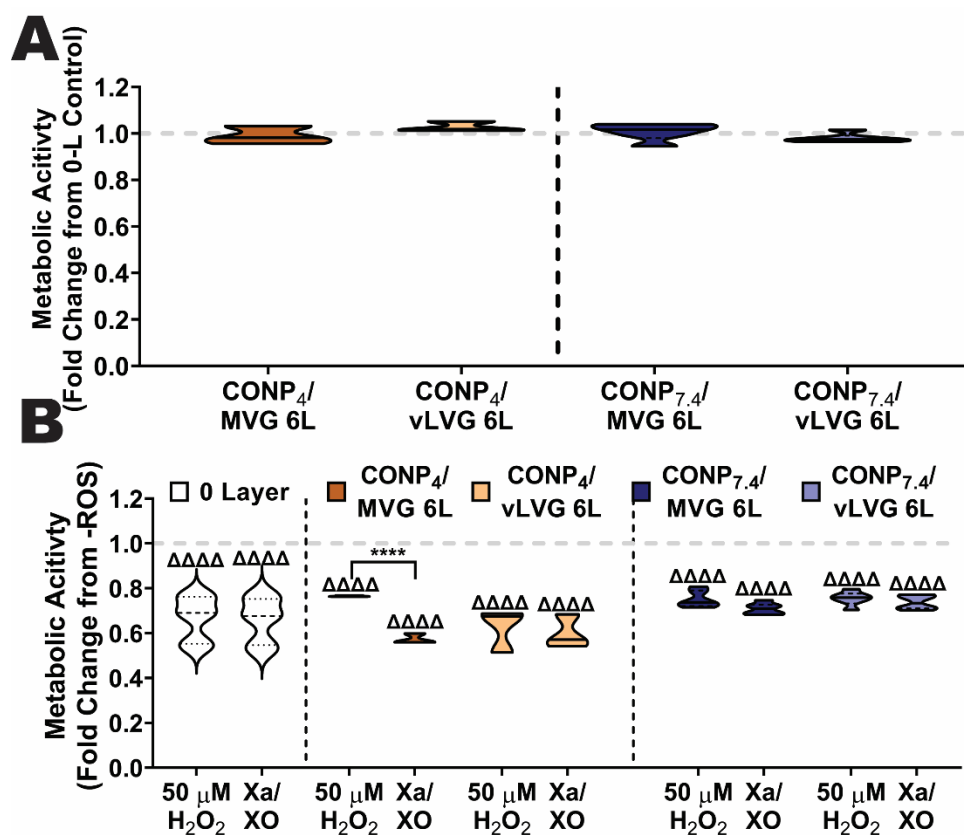 A
Metabolic Acitivty
(Fold Change from 0-L Control)
1.2
1.0
0.8
0.6
0.4
0.2
0.0
CONP4/
MVG 6L
CONP4/
vLVG 6L
CONP7.4/
MVG 6L
CONP7.4/
vLVG 6L
B
Metabolic Acitivty
(Fold Change from -ROS)
0 Layer
CONP4/
MVG 6L
CONP4/
vLVG 6L
CONP7.4/
MVG 6L
CONP7.4/
vLVG 6L
1.2
1.0
0.8
0.6
0.4
0.2
0.0
ΔΔΔΔ
ΔΔΔΔ
ΔΔΔΔ
****
ΔΔΔΔ
ΔΔΔΔ
ΔΔΔΔ
ΔΔΔΔ
ΔΔΔΔ
ΔΔΔΔ
ΔΔΔΔ
50 μM
H2O2
Xa/
XO
50 μM
H2O2
Xa/
XO
50 μM
H2O2
Xa/
XO
50 μM
H2O2
Xa/
XO
50 μM
H2O2
Xa/
XO